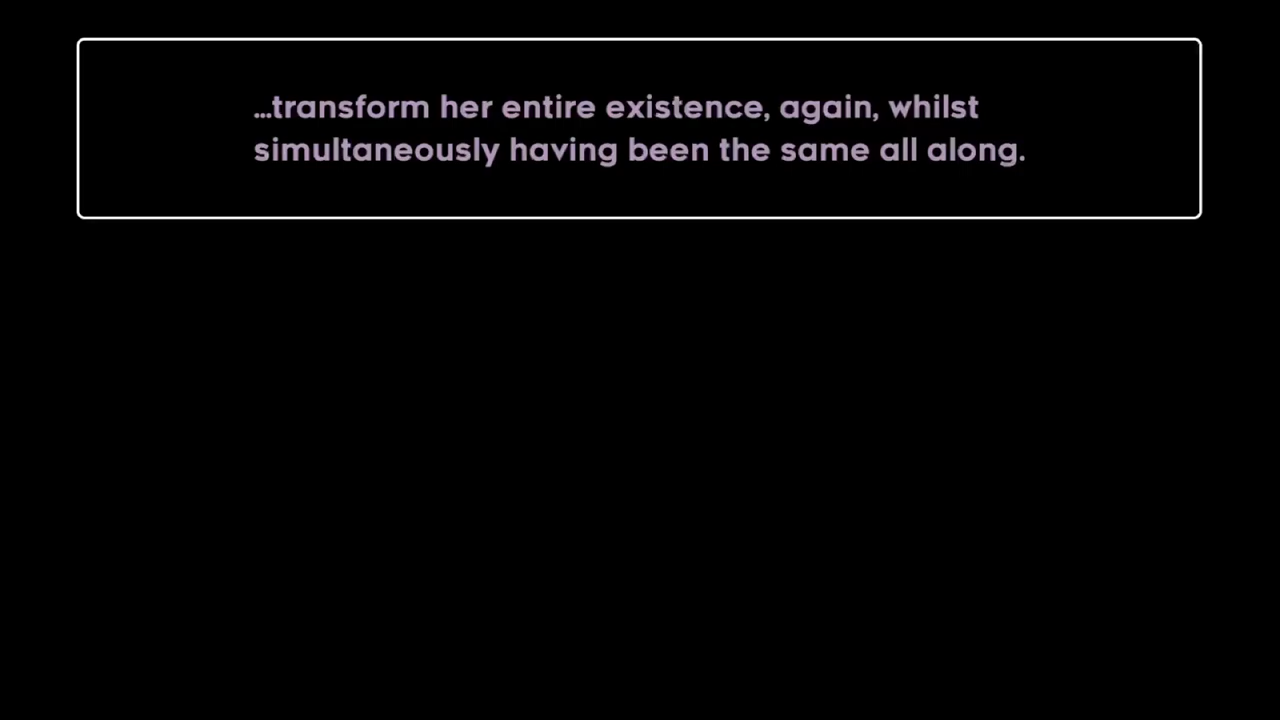 ...transform her entire existence, again, whilst
simultaneously having been the same all along.